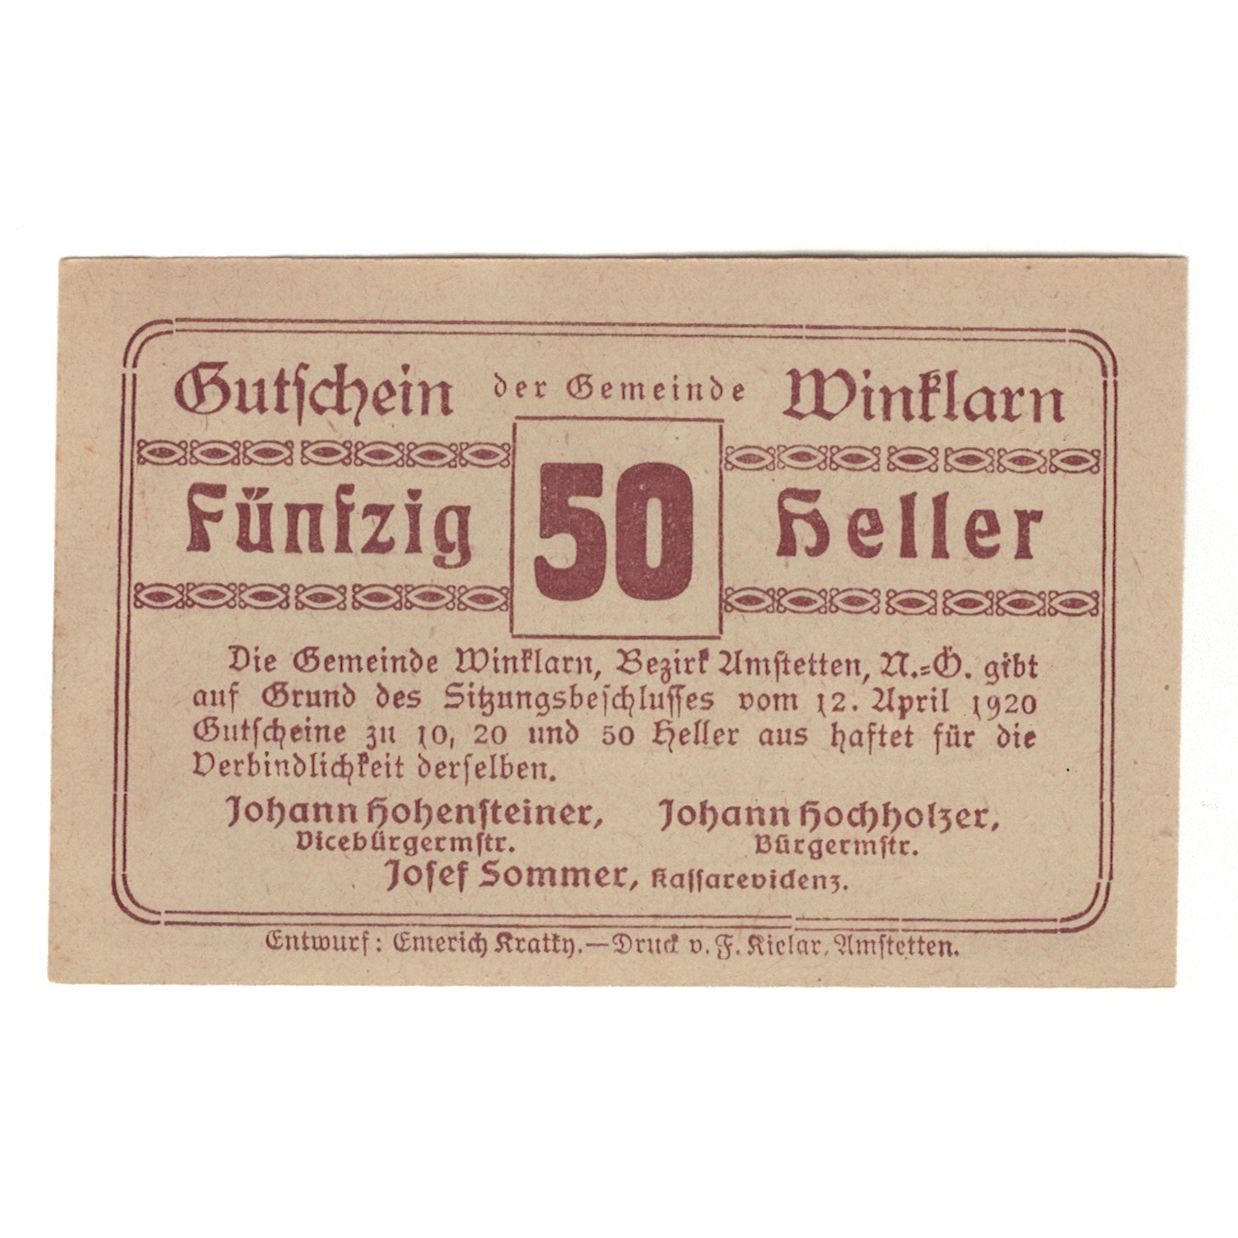 Gutschein der Gemeinde Winklarn
Fünfzig 50 Heller
Die Gemeinde Winklarn, Bezirk Amstetten, N.=Ö. gibt
auf Grund des Sitzungsbeschlusses vom 12. April 1920
Gutscheine zu 10, 20 und 50 Heller aus haftet für die
Verbindlichkeit derselben.
Johann Hohensteiner, Johann Hochholzer,
Vicebürgermstr. Bürgermstr.
Josef Sommer, Kassarevidenz.
Entwurf: Emerich Kratky.—Druck v. F. Kielar, Amstetten.